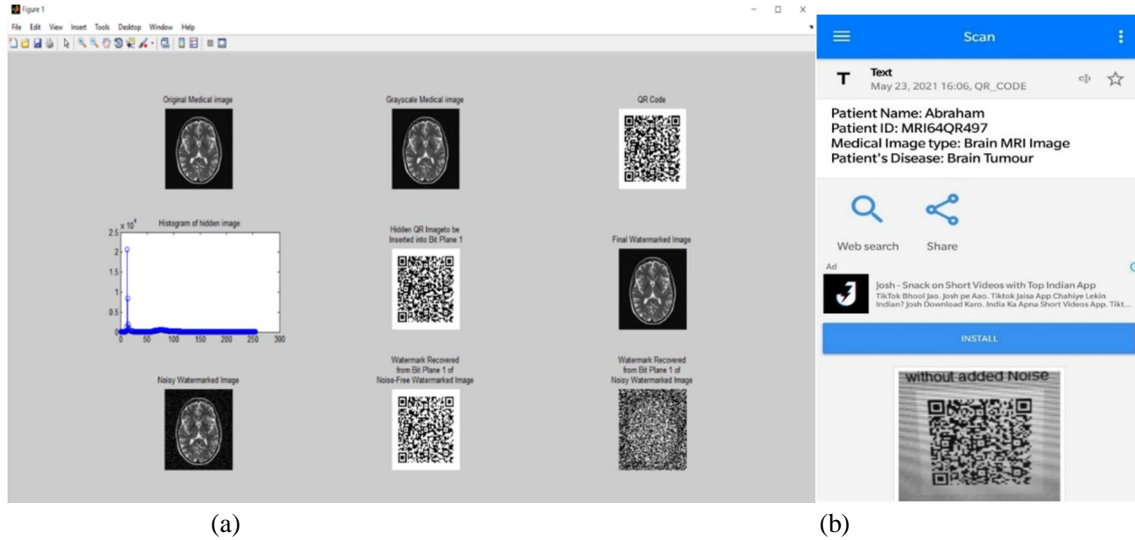 Figure 1
File Edit View Insert Tools Desktop Window Help
Original Medical image
Grayscale Medical image
QR Code
Histogram of hidden image
x 10⁴
2.5
2
1.5
1
0.5
0
0 50 100 150 200 250 300
Hidden QR Imageto be
Inserted into Bit Plane 1
Final Watermarked Image
Noisy Watermarked Image
Watermark Recovered
from Bit Plane 1 of
Noise-Free Watermarked Image
Watermark Recovered
from Bit Plane 1 of
Noisy Watermarked Image
(a)
Scan
T
Text
May 23, 2021 16:06, QR_CODE
Patient Name: Abraham
Patient ID: MRI64QR497
Medical Image type: Brain MRI Image
Patient's Disease: Brain Tumour
Web search
Share
Ad
Josh - Snack on Short Videos with Top Indian App
TikTok Bhool Jao. Josh pe Aao. Tiktok Jaisa App Chahiye Lekin
Indian? Josh Download Karo. India Ka Apna Short Videos App. Tikt...
INSTALL
without added Noise
(b)